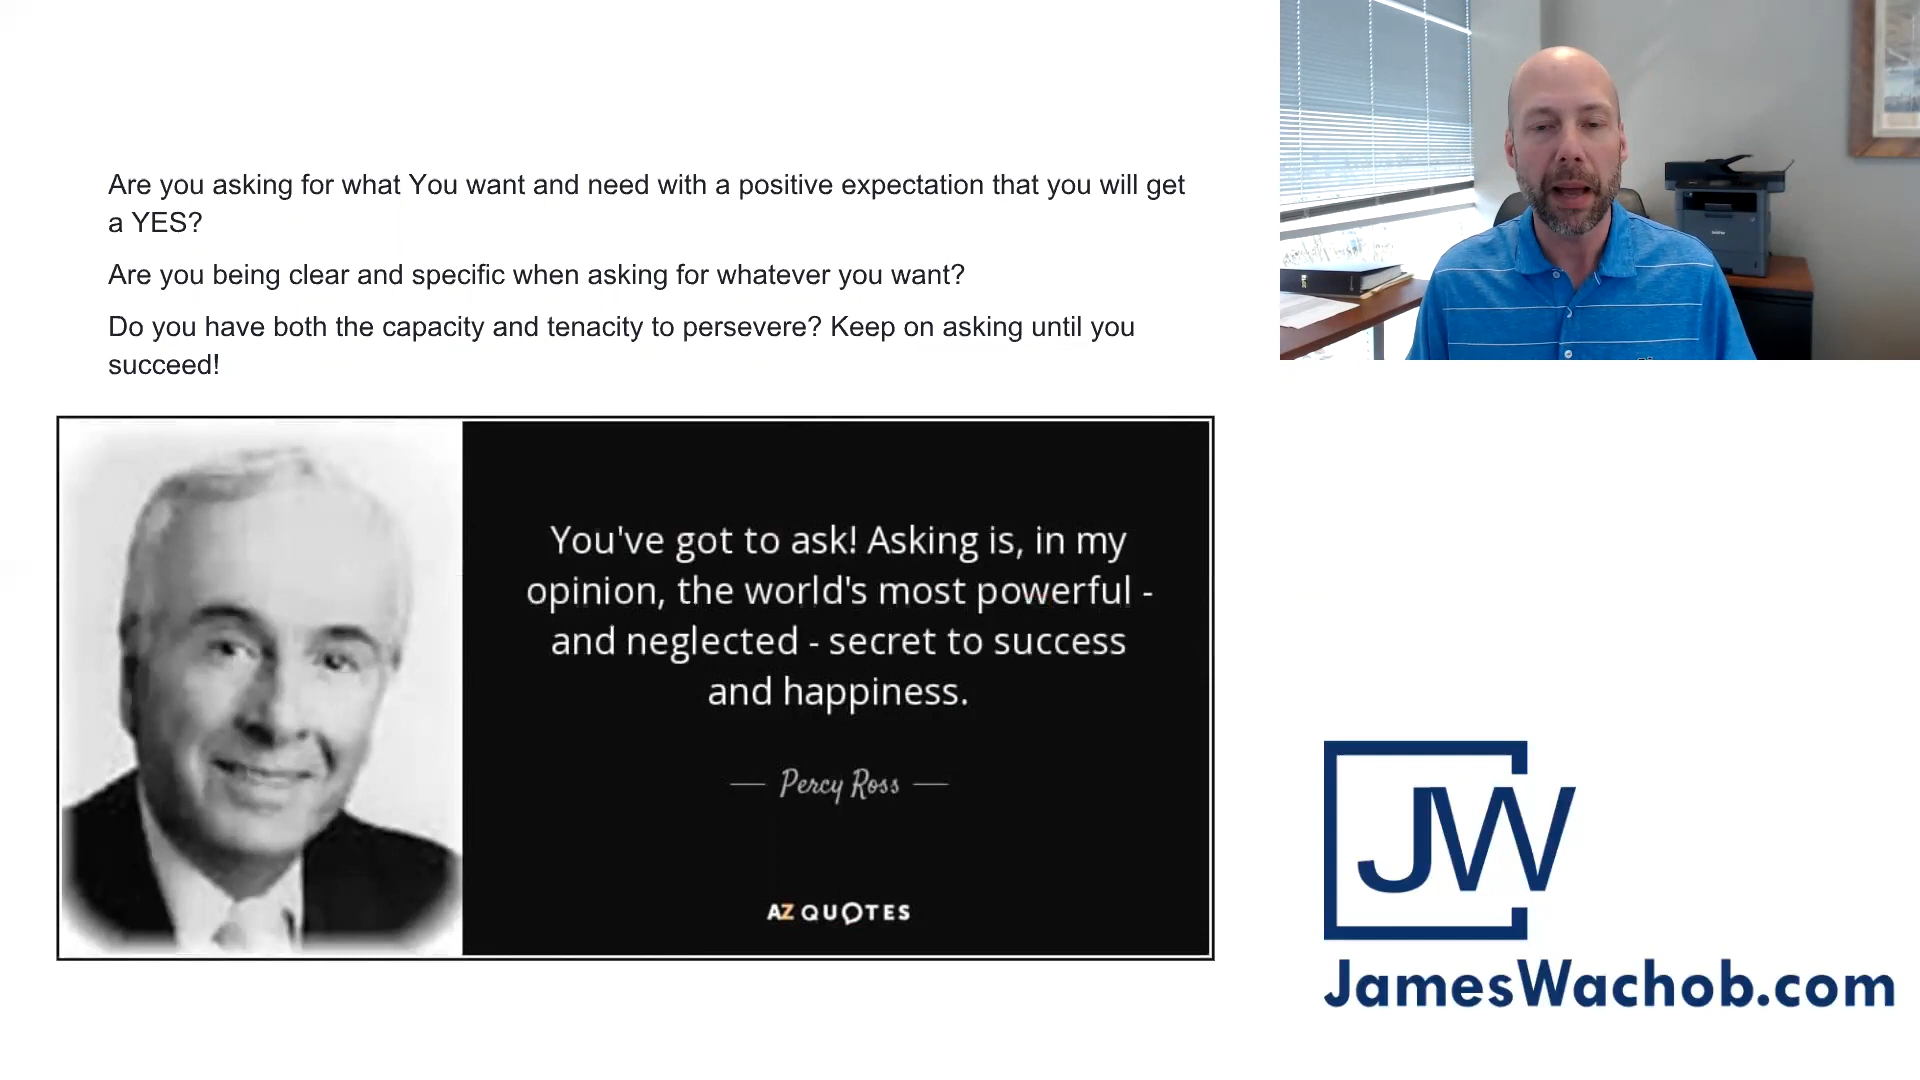 Are you asking for what You want and need with a positive expectation that you will get
a YES?
Are you being clear and specific when asking for whatever you want?
Do you have both the capacity and tenacity to persevere? Keep on asking until you
succeed!
You've got to ask! Asking is, in my
opinion, the world's most powerful -
and neglected - secret to success
and happiness.
— Percy Ross —
AZ QUOTES
JW
JamesWachob.com